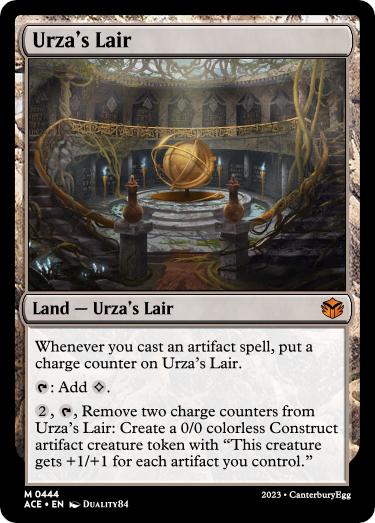 Urza's Lair
Land — Urza's Lair
Whenever you cast an artifact spell, put a
charge counter on Urza's Lair.
: Add .
2, , Remove two charge counters from
Urza's Lair: Create a 0/0 colorless Construct
artifact creature token with “This creature
gets +1/+1 for each artifact you control.”
M 0444
ACE • EN Duality84
2023 • CanterburyEgg